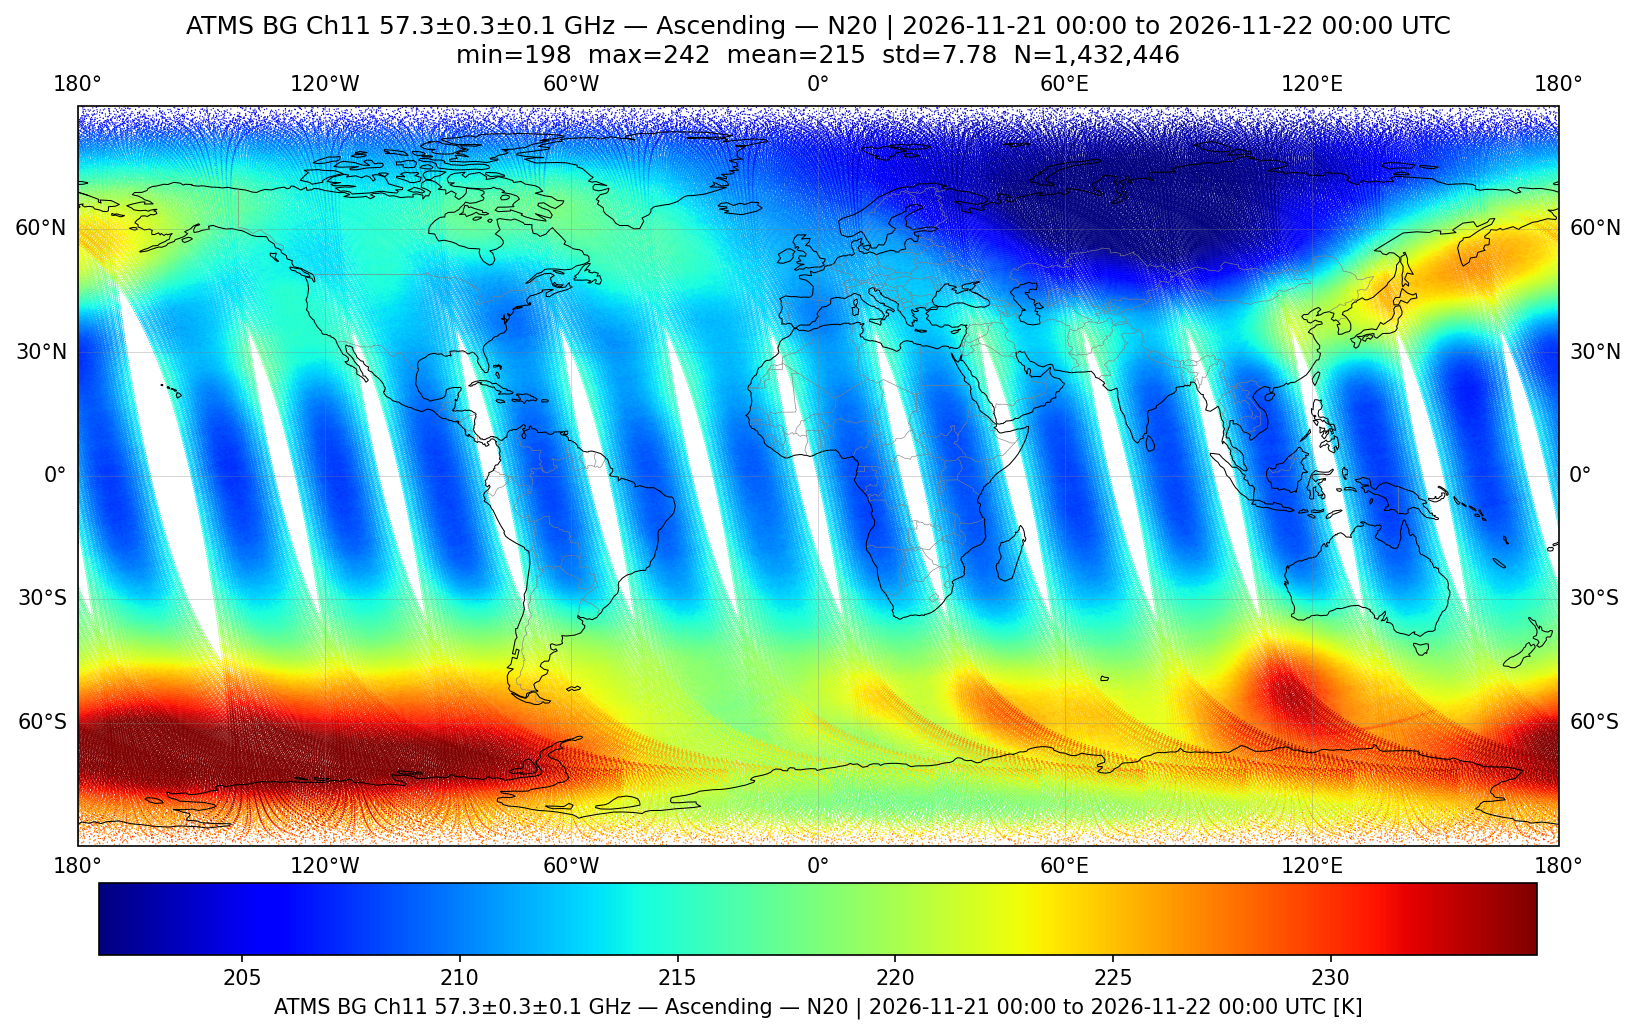 ATMS BG Ch11 57.3±0.3±0.1 GHz — Ascending — N20 | 2026-11-21 00:00 to 2026-11-22 00:00 UTC
min=198 max=242 mean=215 std=7.78 N=1,432,446
180° 120°W 60°W 0° 60°E 120°E 180°
60°N 60°N
30°N 30°N
0° 0°
30°S 30°S
60°S 60°S
180° 120°W 60°W 0° 60°E 120°E 180°
205 210 215 220 225 230
ATMS BG Ch11 57.3±0.3±0.1 GHz — Ascending — N20 | 2026-11-21 00:00 to 2026-11-22 00:00 UTC [K]